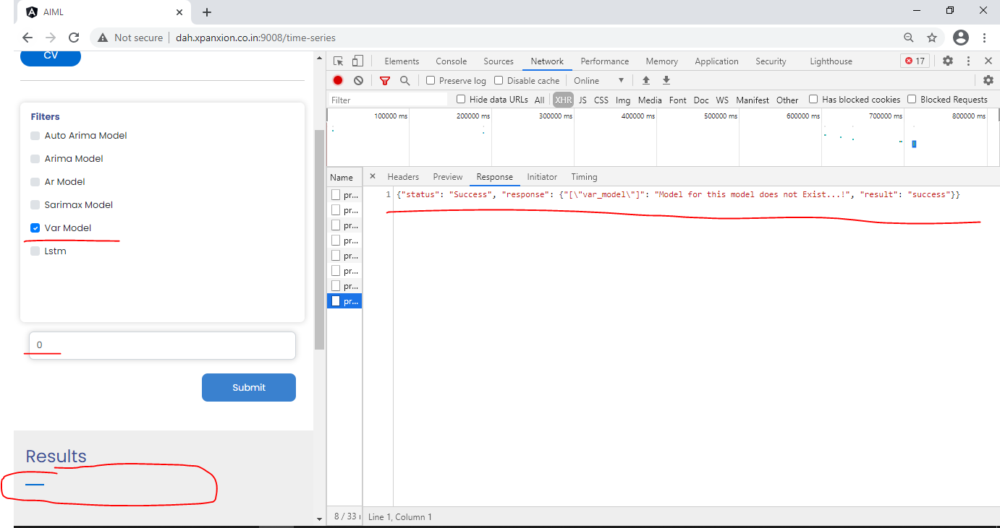 AIML
Not secure dah.xpanxion.co.in:9008/time-series
CV
Filters
Auto Arima Model
Arima Model
Ar Model
Sarimax Model
Var Model
Lstm
0
Submit
Results
Elements Console Sources Network Performance Memory Application Security Lighthouse 17
Preserve log Disable cache Online
Filter Hide data URLs All XHR JS CSS Img Media Font Doc WS Manifest Other Has blocked cookies Blocked Requests
100000 ms 200000 ms 300000 ms 400000 ms 500000 ms 600000 ms 700000 ms 800000 ms
Name Headers Preview Response Initiator Timing
pr...
pr...
pr...
pr...
pr...
pr...
pr...
pr...
1 {"status": "Success", "response": {"[\"var_model\"]": "Model for this model does not Exist...!", "result": "success"}}
8 / 33 Line 1, Column 1